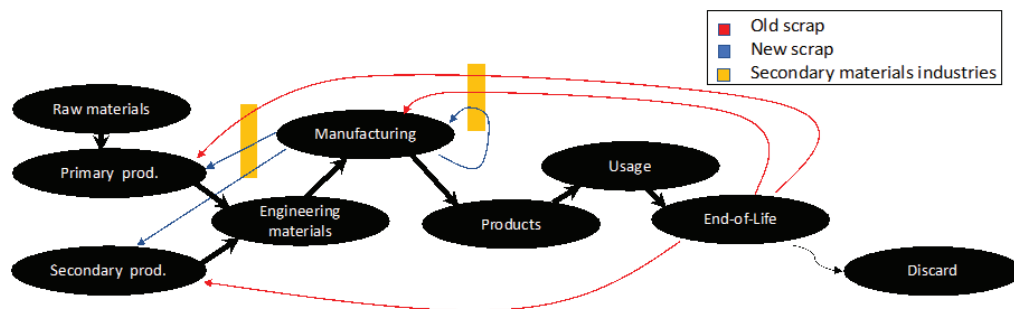 Old scrap
New scrap
Secondary materials industries
Raw materials
Manufacturing
Primary prod.
Usage
Engineering
materials
Products
End-of-Life
Secondary prod.
Discard